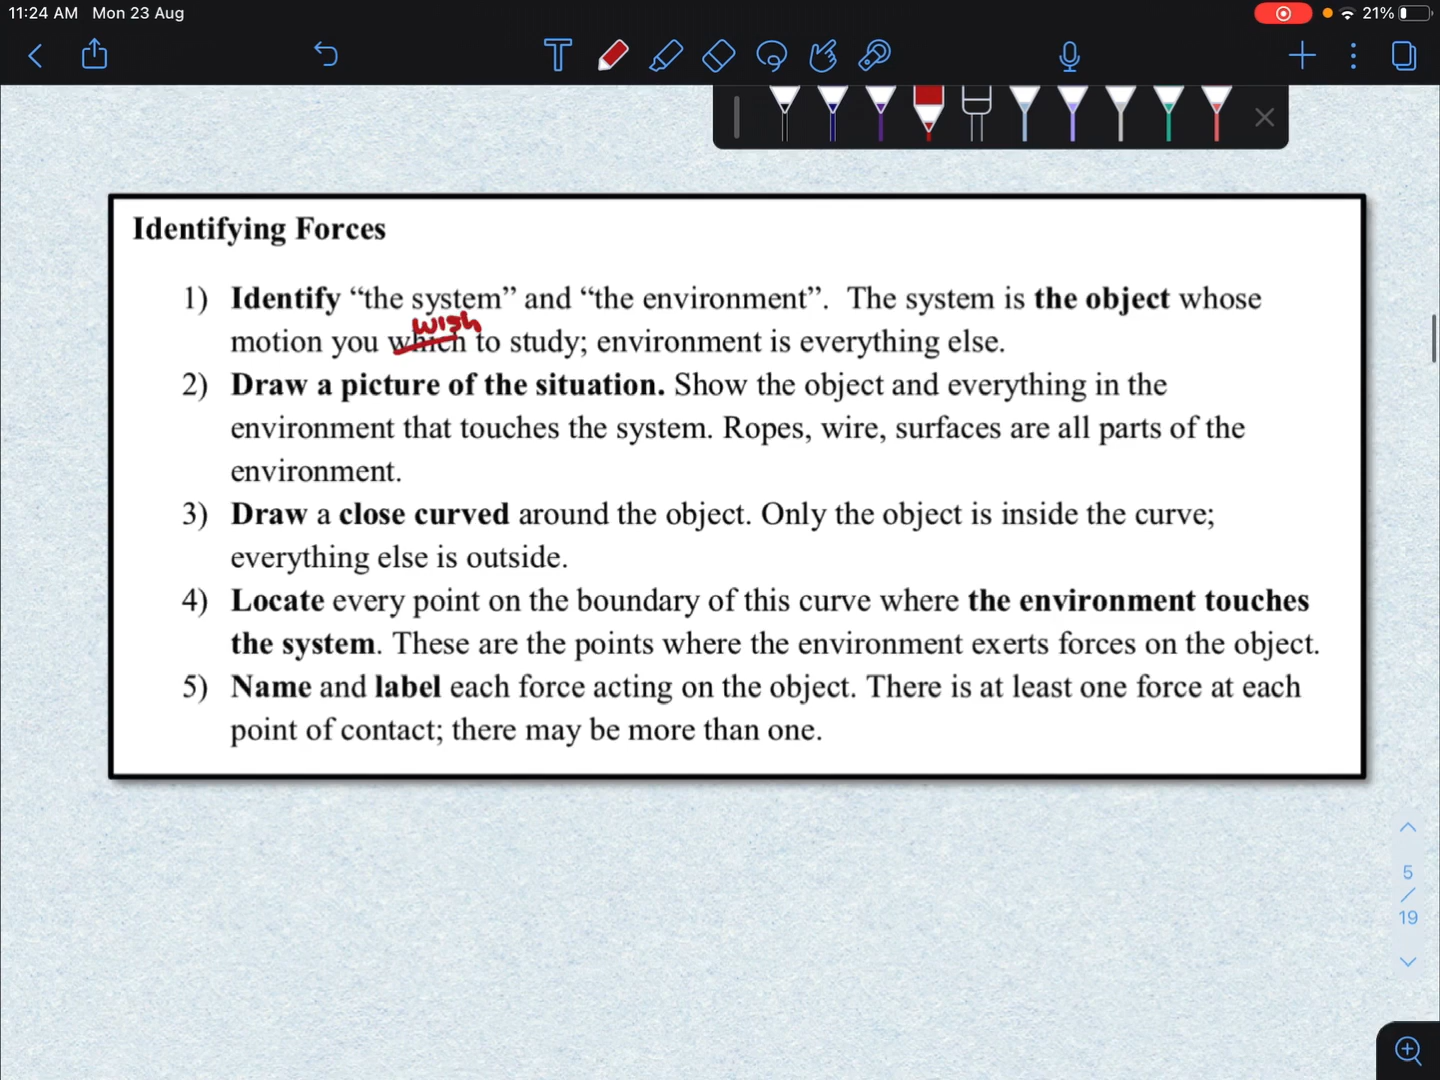 11:24 AM Mon 23 Aug
21%
Identifying Forces
1) Identify “the system” and “the environment”. The system is the object whose
wish
motion you which to study; environment is everything else.
2) Draw a picture of the situation. Show the object and everything in the
environment that touches the system. Ropes, wire, surfaces are all parts of the
environment.
3) Draw a close curved around the object. Only the object is inside the curve;
everything else is outside.
4) Locate every point on the boundary of this curve where the environment touches
the system. These are the points where the environment exerts forces on the object.
5) Name and label each force acting on the object. There is at least one force at each
point of contact; there may be more than one.
5
/
19